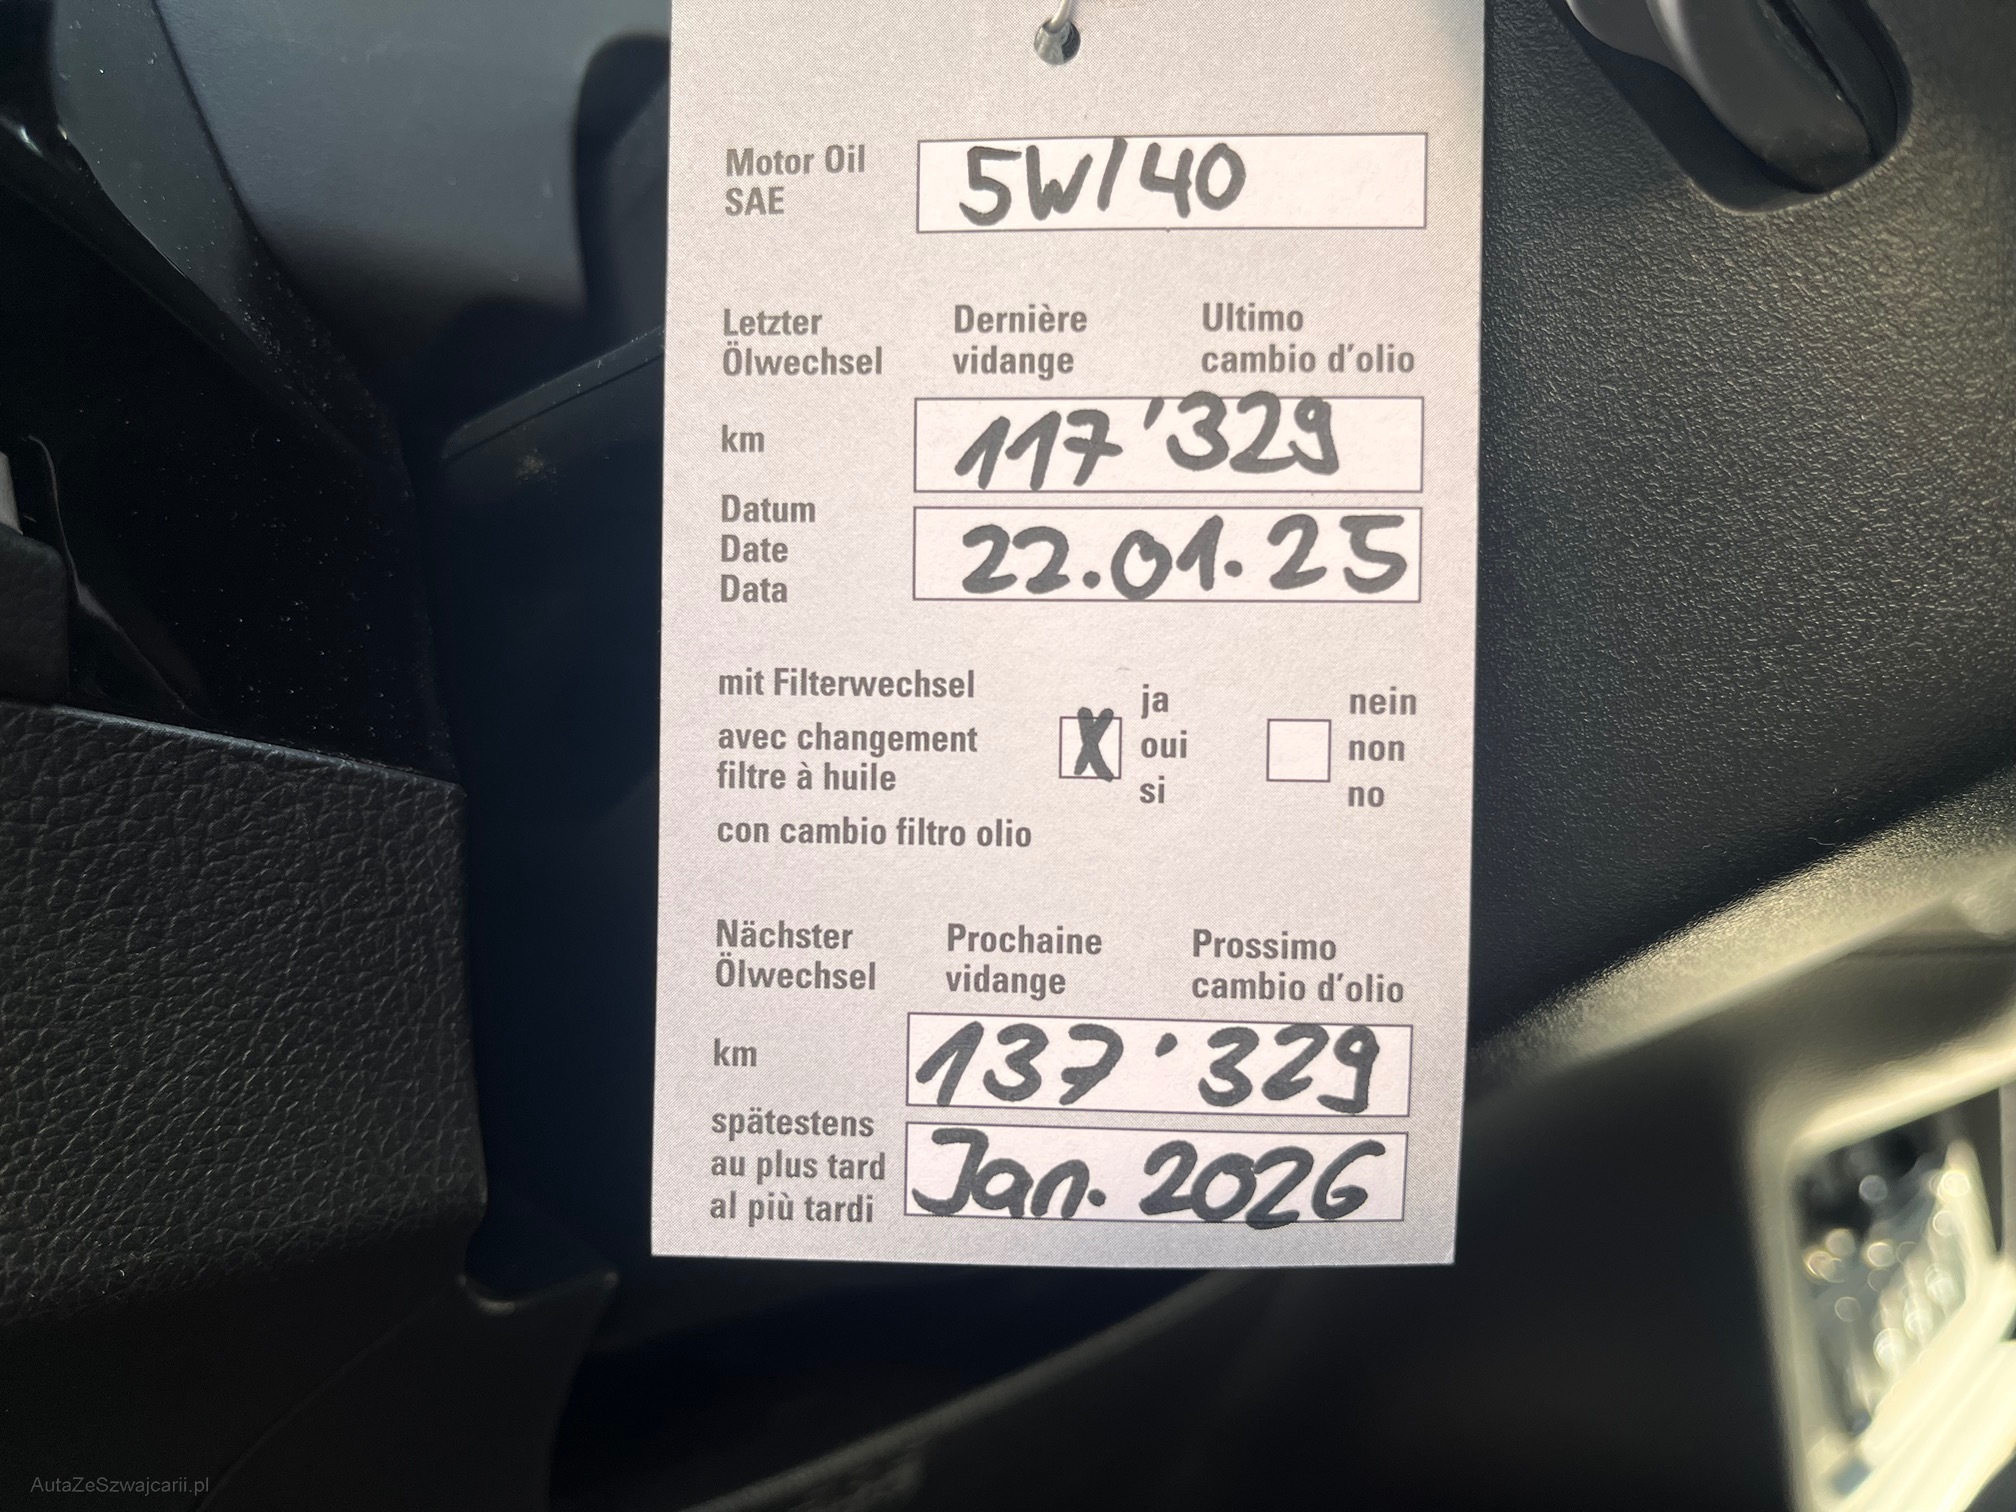 Motor Oil
SAE
5W/40
Letzter
Ölwechsel
Dernière
vidange
Ultimo
cambio d'olio
km
117'329
Datum
Date
Data
22.01.25
mit Filterwechsel
avec changement
filtre à huile
con cambio filtro olio
X
ja
oui
si
nein
non
no
Nächster
Ölwechsel
Prochaine
vidange
Prossimo
cambio d'olio
km
137'329
spätestens
au plus tard
al più tardi
Jan. 2026
AutaZeSzwajcarii.pl